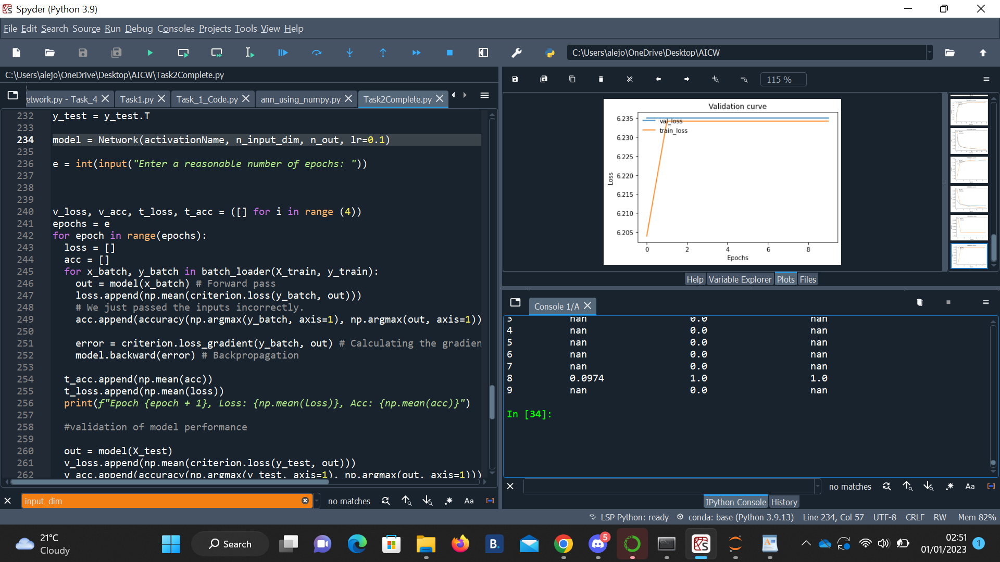 Spyder (Python 3.9)
File Edit Search Source Run Debug Consoles Projects Tools View Help
C:\Users\alejo\OneDrive\Desktop\AICW
C:\Users\alejo\OneDrive\Desktop\AICW\Task2Complete.py
etwork.py - Task_4 Task1.py Task_1_Code.py ann_using_numpy.py Task2Complete.py
232 y_test = y_test.T
233
234 model = Network(activationName, n_input_dim, n_out, lr=0.1)
235
236 e = int(input("Enter a reasonable number of epochs: "))
237
238
239
240 v_loss, v_acc, t_loss, t_acc = ([] for i in range (4))
241 epochs = e
242 for epoch in range(epochs):
243 loss = []
244 acc = []
245 for x_batch, y_batch in batch_loader(X_train, y_train):
246 out = model(x_batch) # Forward pass
247 loss.append(np.mean(criterion.loss(y_batch, out)))
248 # We just passed the inputs incorrectly.
249 acc.append(accuracy(np.argmax(y_batch, axis=1), np.argmax(out, axis=1))
250
251 error = criterion.loss_gradient(y_batch, out) # Calculating the gradien
252 model.backward(error) # Backpropagation
253
254 t_acc.append(np.mean(acc))
255 t_loss.append(np.mean(loss))
256 print(f"Epoch {epoch + 1}, Loss: {np.mean(loss)}, Acc: {np.mean(acc)}")
257
258 #validation of model performance
259
260 out = model(X_test)
261 v_loss.append(np.mean(criterion.loss(y_test, out)))
262 v_acc.append(accuracy(np.argmax(y_test, axis=1), np.argmax(out, axis=1)))
input_dim
no matches
Aa
115 %
Validation curve
6.235
6.230
6.225
6.220
6.215
6.210
6.205
val_loss
train_loss
Loss
0 2 4 6 8
Epochs
Help Variable Explorer Plots Files
Console 1/A
3 nan 0.0 nan
4 nan 0.0 nan
5 nan 0.0 nan
6 nan 0.0 nan
7 nan 0.0 nan
8 0.0974 1.0 1.0
9 nan 0.0 nan
In [34]:
no matches
Aa
IPython Console History
LSP Python: ready conda: base (Python 3.9.13) Line 234, Col 57 UTF-8 CRLF RW Mem 82%
21°C
Cloudy
Search
B.
5
02:51
01/01/2023
1